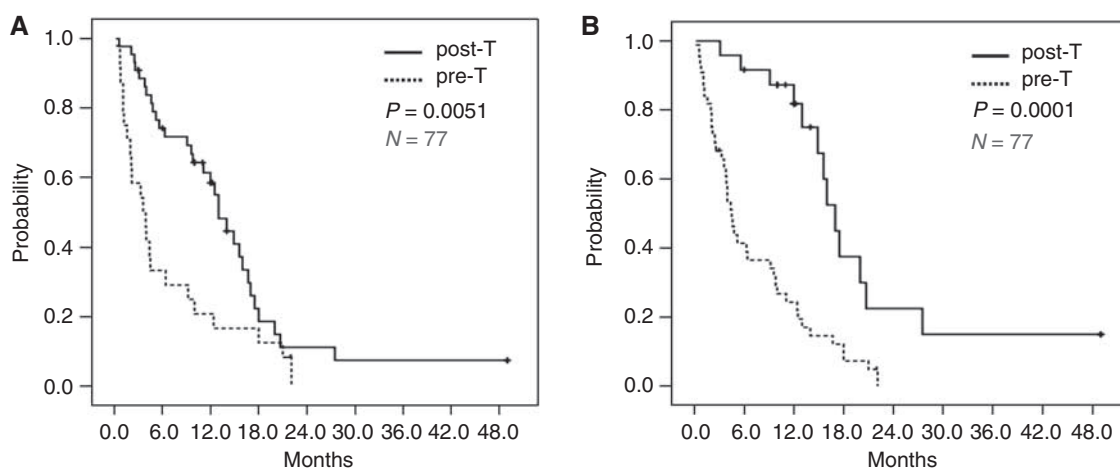 A
1.0
0.8
0.6
0.4
0.2
0.0
Probability
post-T
pre-T
P = 0.0051
N = 77
0.0 6.0 12.0 18.0 24.0 30.0 36.0 42.0 48.0
Months
B
1.0
0.8
0.6
0.4
0.2
0.0
Probability
post-T
pre-T
P = 0.0001
N = 77
0.0 6.0 12.0 18.0 24.0 30.0 36.0 42.0 48.0
Months